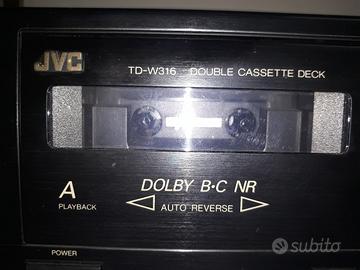 JVC
TD-W316 DOUBLE CASSETTE DECK
A
PLAYBACK
DOLBY B·C NR
AUTO REVERSE
POWER
subito